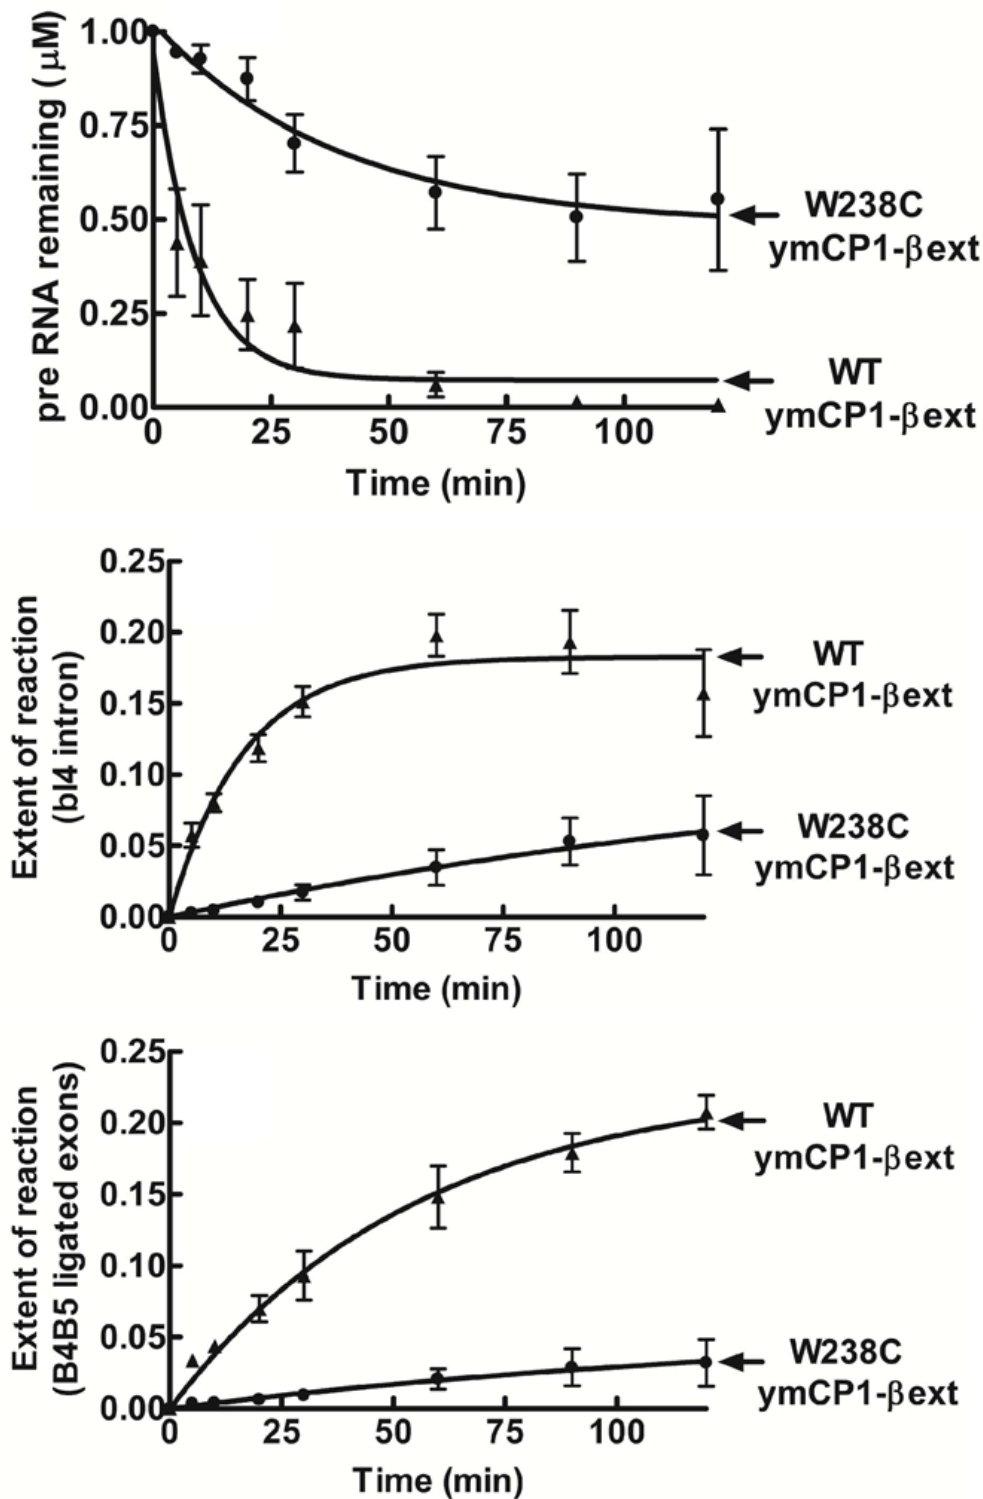 pre RNA remaining ( μM)
1.00
0.75
0.50
0.25
0.00
0 25 50 75 100
Time (min)
W238C
ymCP1-βext
WT
ymCP1-βext
Extent of reaction
(bI4 intron)
0.25
0.20
0.15
0.10
0.05
0.00
0 25 50 75 100
Time (min)
WT
ymCP1-βext
W238C
ymCP1-βext
Extent of reaction
(B4B5 ligated exons)
0.25
0.20
0.15
0.10
0.05
0.00
0 25 50 75 100
Time (min)
WT
ymCP1-βext
W238C
ymCP1-βext